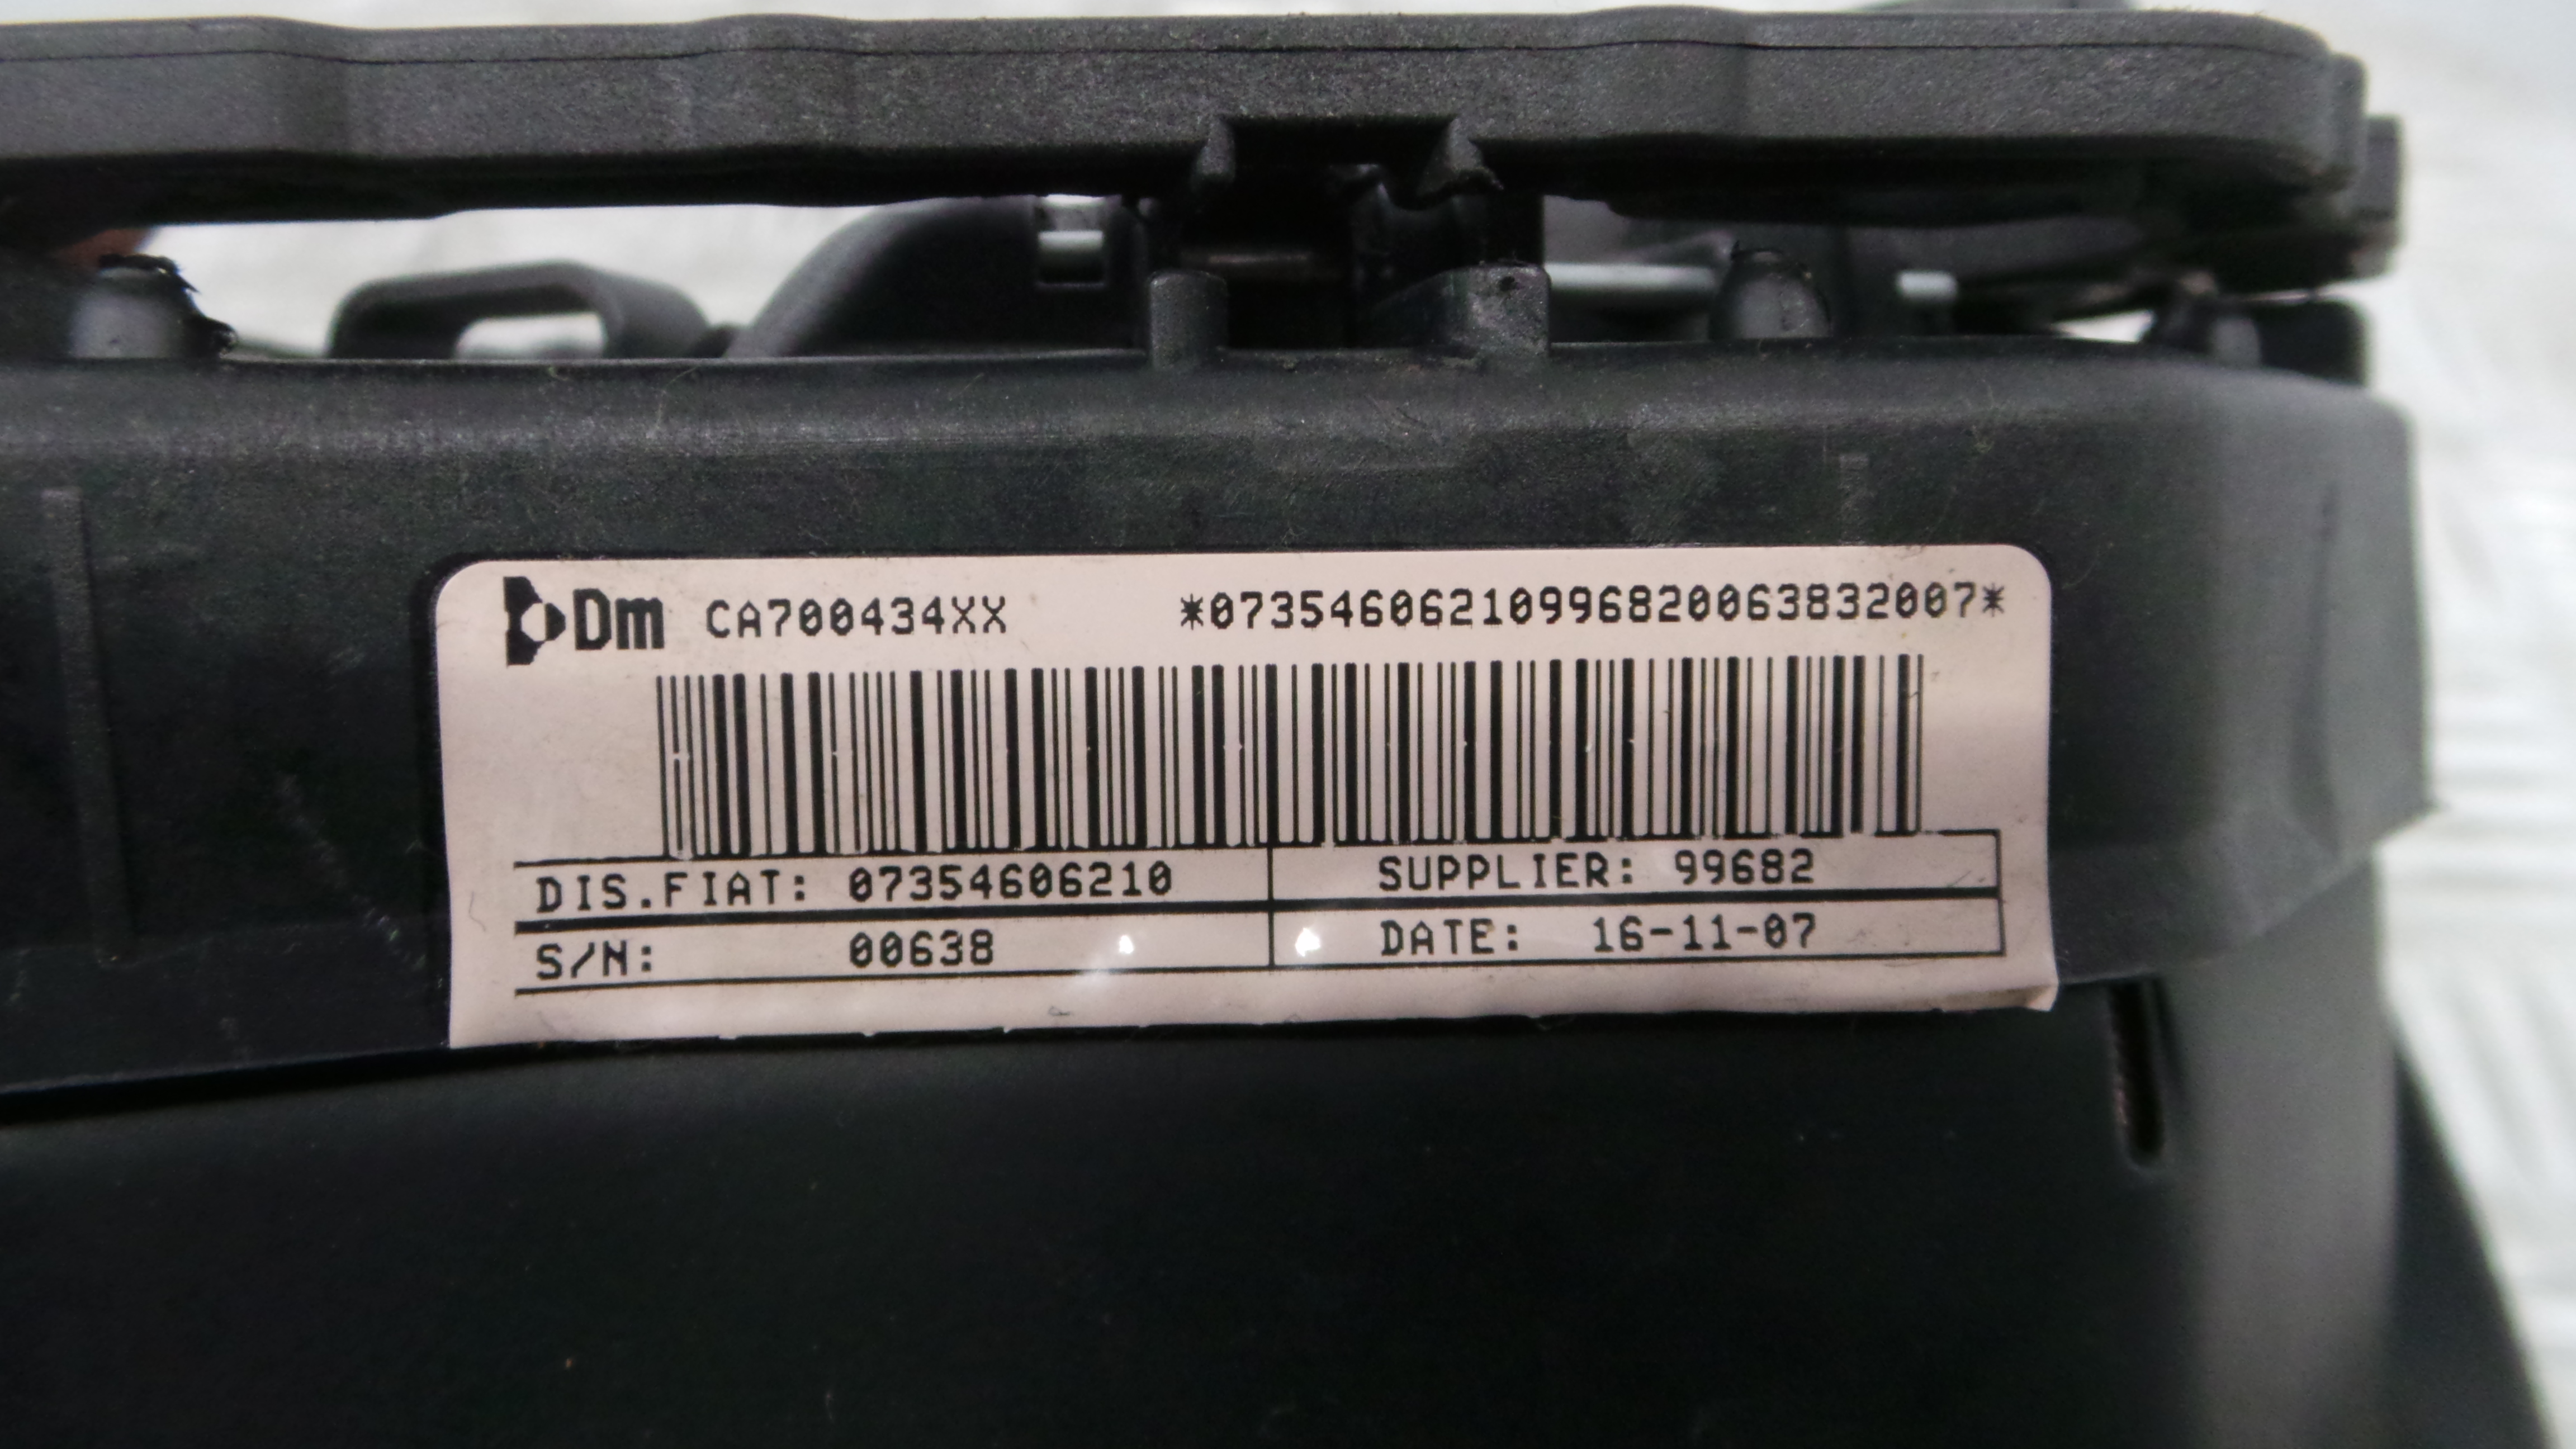 Dm CA700434XX *07354606210996820063832007*
DIS.FIAT: 07354606210 SUPPLIER: 99682
S/N: 00638 DATE: 16-11-07